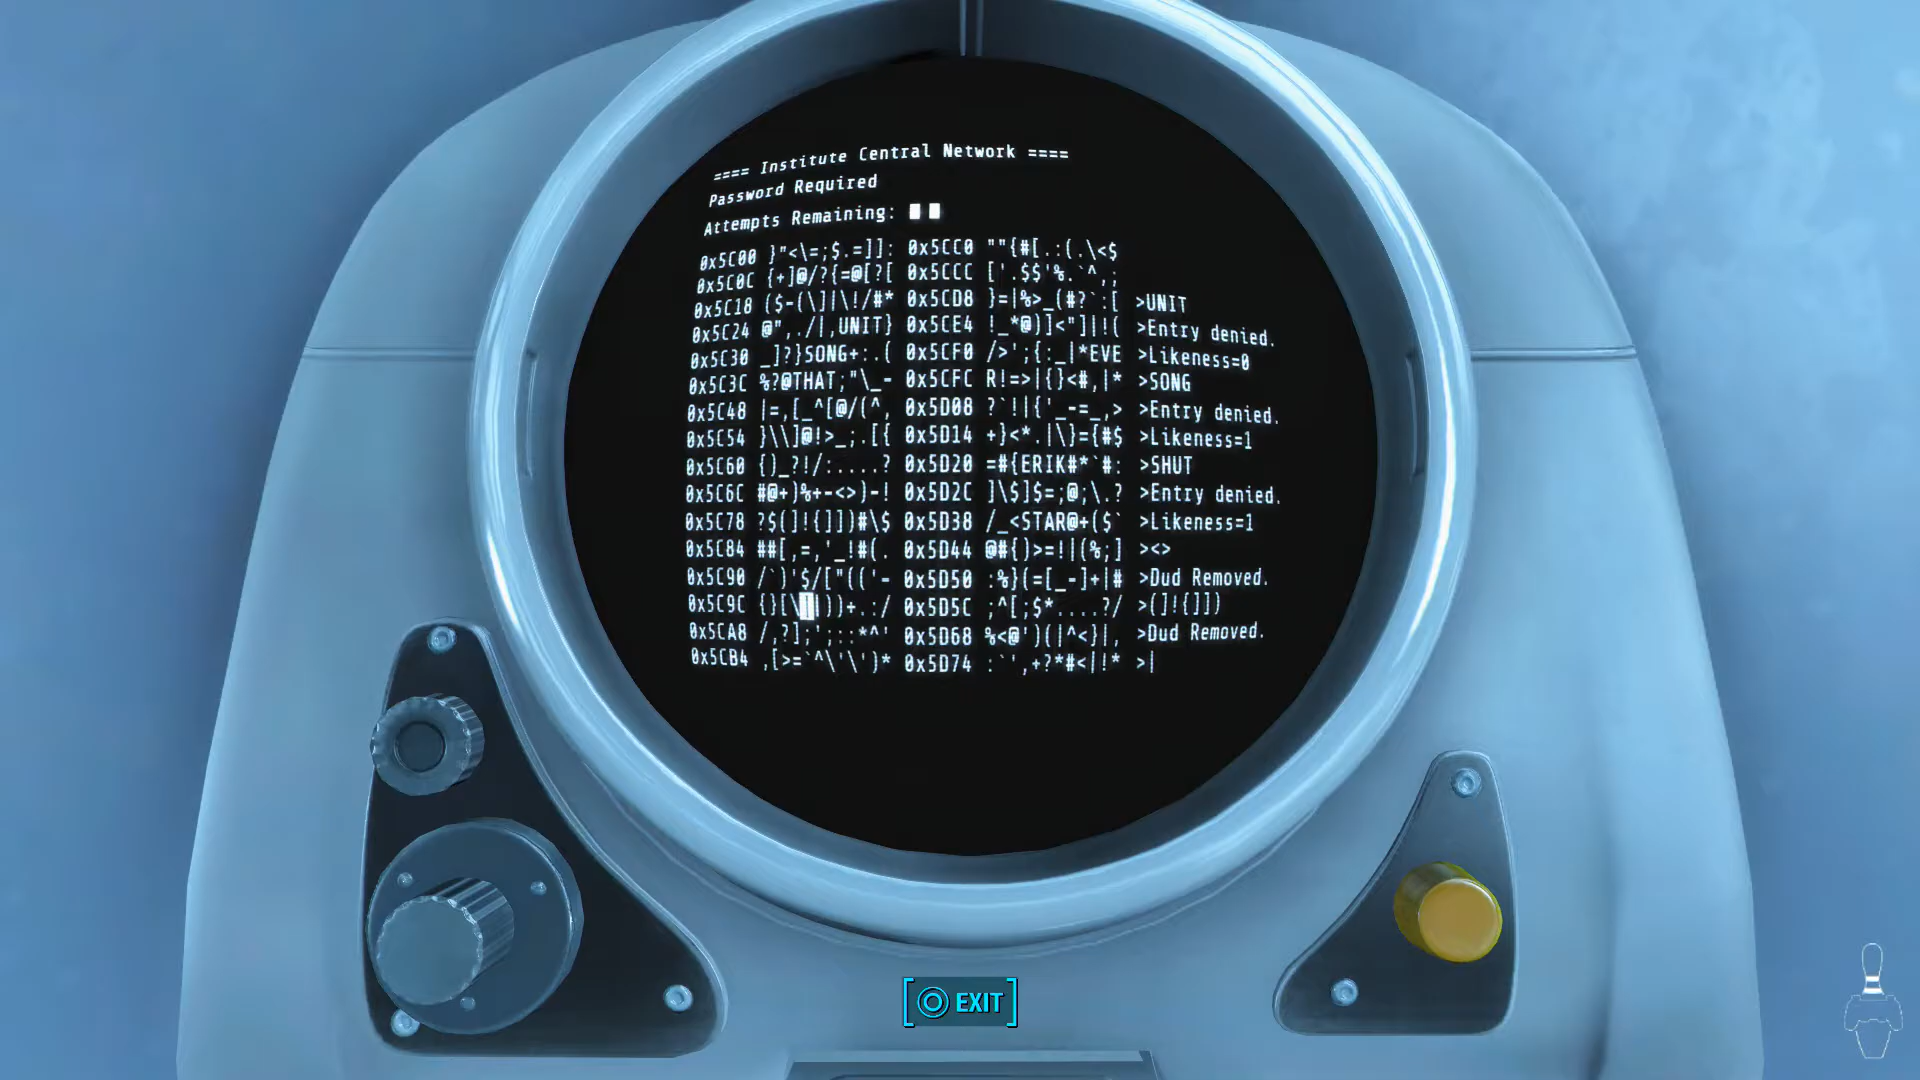 ==== Institute Central Network ====
Password Required
Attempts Remaining: ■ ■
0x5C00 }"<\=;$.=]]: 0x5CC0 ""{#[.:(.\<$
0x5C0C {+]@/?{=@[?[ 0x5CCC ['.$$'%.`^,;
0x5C18 ($-(\]|\!/#* 0x5CD8 }=|%>_(#?`:[ >UNIT
0x5C24 @",./|,UNIT} 0x5CE4 !_*@)]<"]|!( >Entry denied.
0x5C30 _]?}SONG+:.( 0x5CF0 />';{:_|*EVE >Likeness=0
0x5C3C %?@THAT;"\_- 0x5CFC R!=>|{}<#,|* >SONG
0x5C48 |=,[_^[@/(^, 0x5D08 ?`!|{'_-=_,> >Entry denied.
0x5C54 }\\]@!>_;.[{ 0x5D14 +}<*.|\}={#$ >Likeness=1
0x5C60 {)_?!/:....? 0x5D20 =#{ERIK#*`#: >SHUT
0x5C6C #@+)%+-<>)-! 0x5D2C ]\$]$=;@;\.? >Entry denied.
0x5C78 ?$(]!{]])#\$ 0x5D38 /_<STAR@+($` >Likeness=1
0x5C84 ##[,=,'_!#(. 0x5D44 @#{)>=!|(%;] ><>
0x5C90 /`)'$/["(('- 0x5D50 :%}(=[_-]+|# >Dud Removed.
0x5C9C {}[\||))+.:/ 0x5D5C ;^[;$*....?/ >(]!{]])
0x5CA8 /,?];';::*^' 0x5D68 %<@')(|^<}|, >Dud Removed.
0x5CB4 ,[>=`^\'\')* 0x5D74 :`',+?*#<|!* >|
EXIT